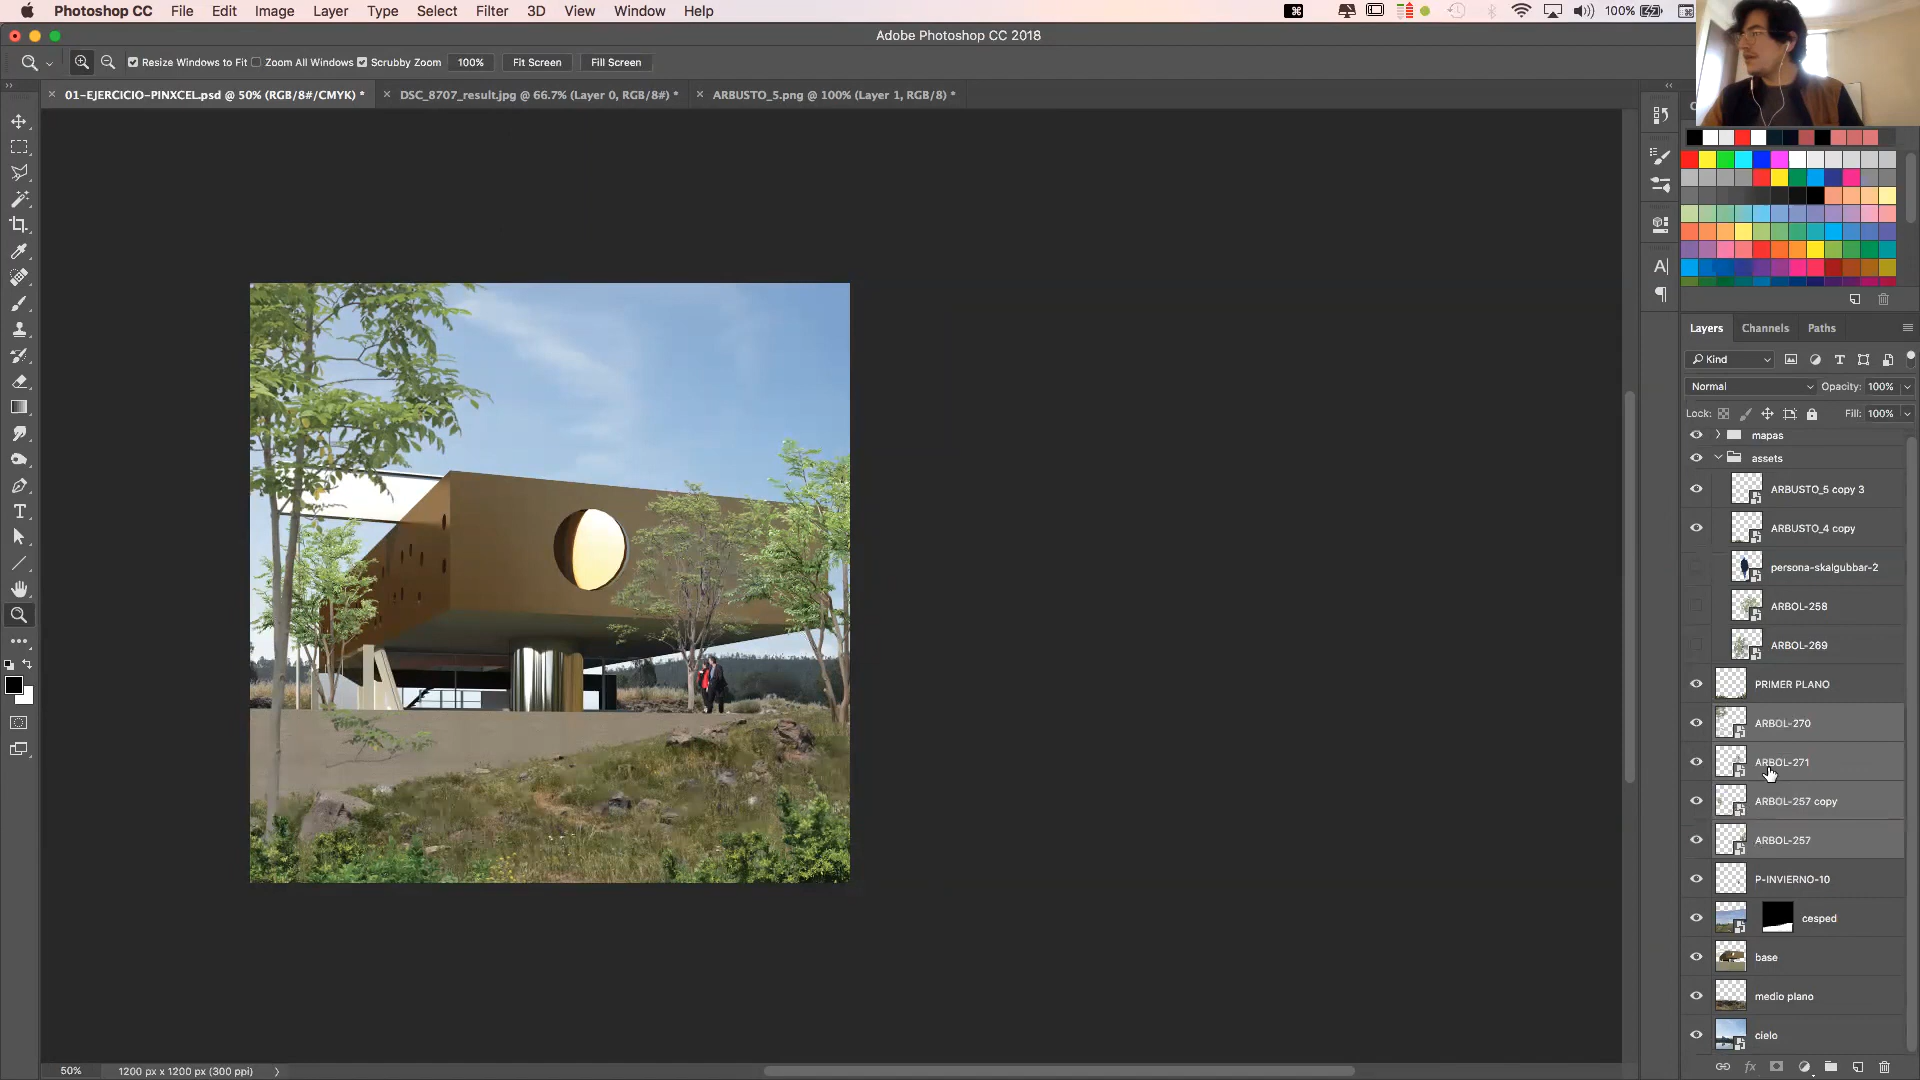 Photoshop CC File Edit Image Layer Type Select Filter 3D View Window Help 100%
Adobe Photoshop CC 2018
Resize Windows to Fit Zoom All Windows Scrubby Zoom 100% Fit Screen Fill Screen
01-EJERCICIO-PINXCEL.psd @ 50% (RGB/8#/CMYK) * DSC_8707_result.jpg @ 66.7% (Layer 0, RGB/8#) * ARBUSTO_5.png @ 100% (Layer 1, RGB/8) *
Layers Channels Paths
Kind
Normal Opacity: 100%
Lock: Fill: 100%
mapas
assets
ARBUSTO_5 copy 3
ARBUSTO_4 copy
persona-skalgubbar-2
ARBOL-258
ARBOL-269
PRIMER PLANO
ARBOL-270
ARBOL-271
ARBOL-257 copy
ARBOL-257
P-INVIERNO-10
cesped
base
medio plano
cielo
50% 1200 px x 1200 px (300 ppi)